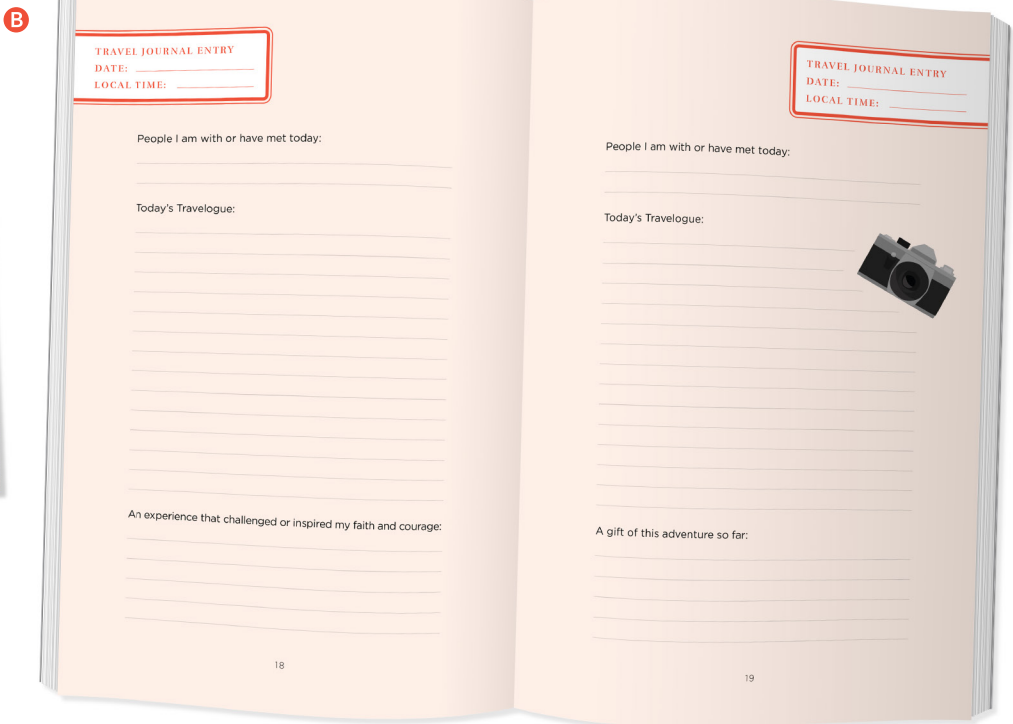 B
TRAVEL JOURNAL ENTRY
DATE:
LOCAL TIME:
People I am with or have met today:
Today's Travelogue:
An experience that challenged or inspired my faith and courage:
18
TRAVEL JOURNAL ENTRY
DATE:
LOCAL TIME:
People I am with or have met today:
Today's Travelogue:
A gift of this adventure so far:
19